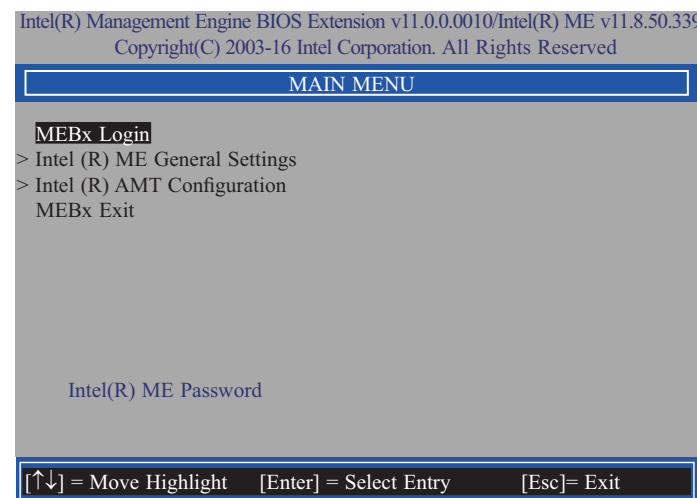 Intel(R) Management Engine BIOS Extension v11.0.0.0010/Intel(R) ME v11.8.50.339
Copyright(C) 2003-16 Intel Corporation. All Rights Reserved
MAIN MENU
MEBx Login
> Intel (R) ME General Settings
> Intel (R) AMT Configuration
MEBx Exit
Intel(R) ME Password
[↑↓] = Move Highlight [Enter] = Select Entry [Esc]= Exit